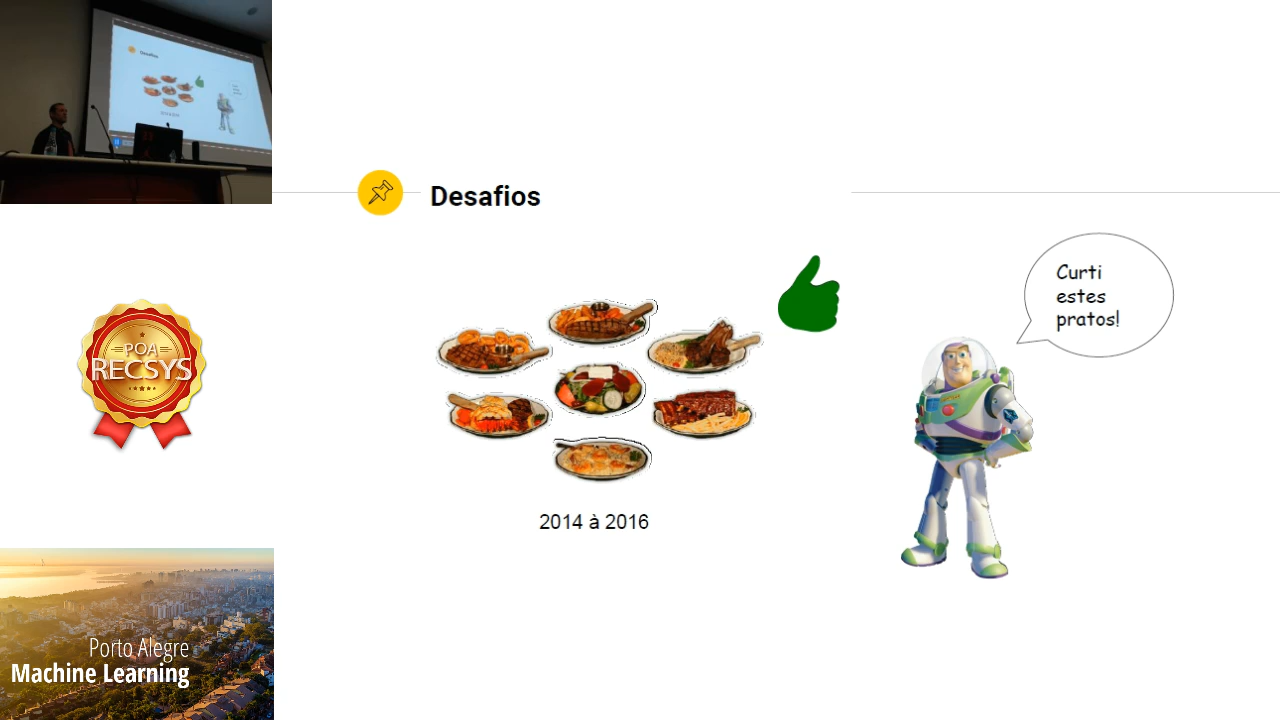 Desafios
Curti
estes
pratos!
2014 à 2016
POA
RECSYS
Porto Alegre
Machine Learning